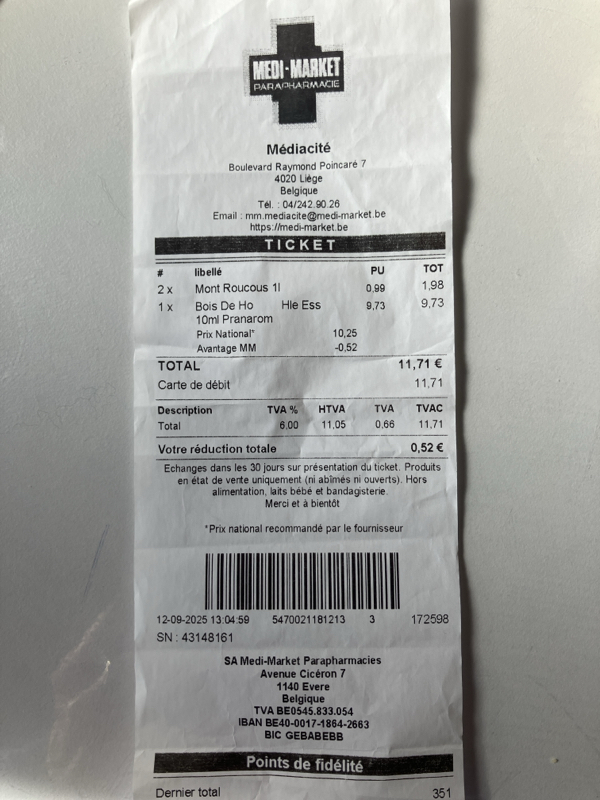 MEDI-MARKET
PARAPHARMACIE
Médiacité
Boulevard Raymond Poincaré 7
4020 Liège
Belgique
Tél. : 04/242.90.26
Email : mm.mediacite@medi-market.be
https://medi-market.be
TICKET
# libellé PU TOT
2 x Mont Roucous 1l 0,99 1,98
1 x Bois De Ho Hle Ess 9,73 9,73
10ml Pranarom
Prix National* 10,25
Avantage MM -0,52
TOTAL 11,71 €
Carte de débit 11,71
Description TVA % HTVA TVA TVAC
Total 6,00 11,05 0,66 11,71
Votre réduction totale 0,52 €
Echanges dans les 30 jours sur présentation du ticket. Produits
en état de vente uniquement (ni abîmés ni ouverts). Hors
alimentation, laits bébé et bandagisterie.
Merci et à bientôt
*Prix national recommandé par le fournisseur
12-09-2025 13:04:59 5470021181213 3 172598
SN : 43148161
SA Medi-Market Parapharmacies
Avenue Cicéron 7
1140 Evere
Belgique
TVA BE0545.833.054
IBAN BE40-0017-1864-2663
BIC GEBABEBB
Points de fidélité
Dernier total 351